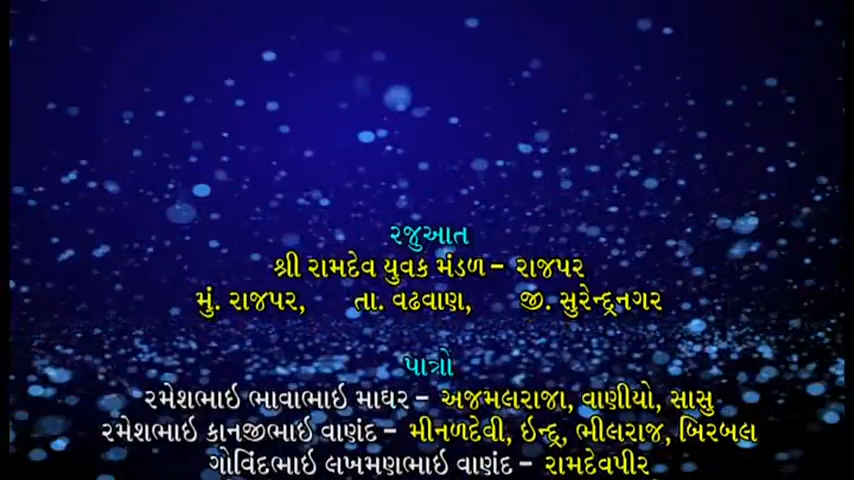 રજુઆત
શ્રી રામદેવ યુવક મંડળ – રાજપર
મું. રાજપર, તા. વઢવાણ, જી. સુરેન્દ્રનગર
પાત્રો
રમેશભાઇ ભાવાભાઇ માઘર – અજમલરાજા, વાણીયો, સાસુ
રમેશભાઇ કાનજીભાઇ વાણંદ – મીનળદેવી, ઇન્દ્ર, ભીલરાજ, બિરબલ
ગોવિંદભાઇ લખમણભાઇ વાણંદ – રામદેવપીર